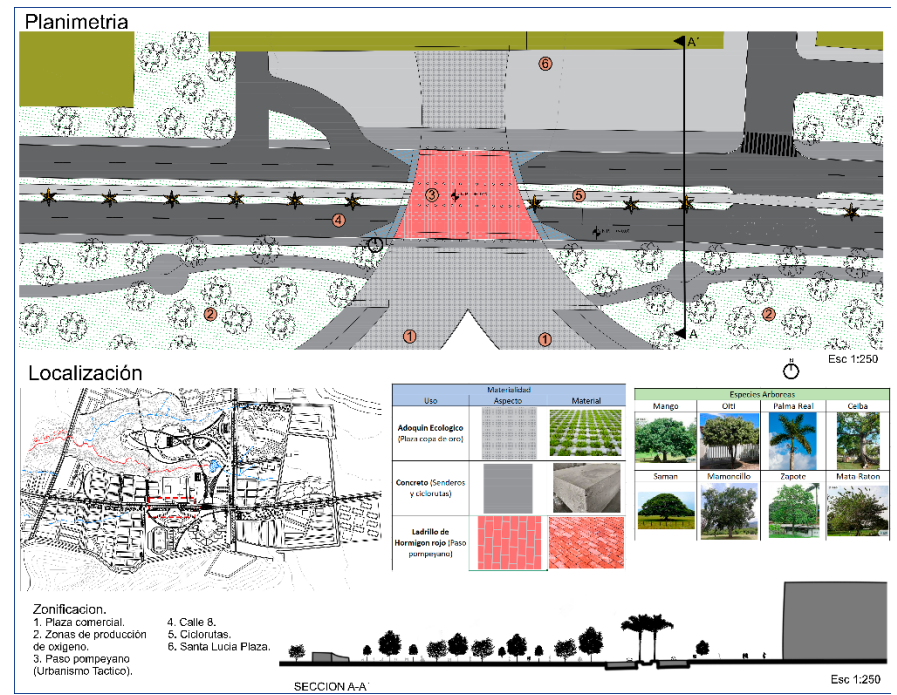 Planimetria
A´
6
3
5
4
2
2
1
1
A
Esc 1:250
Localización
N
Materialidad
Uso Aspecto Material
Adoquin Ecologico
(Plaza copa de oro)
Concreto (Senderos
y ciclorutas)
Ladrillo de
Hormigon rojo (Paso
pompeyano)
Especies Arboreas
Mango Oiti Palma Real Ceiba
Saman Mamoncillo Zapote Mata Raton
Zonificacion.
1. Plaza comercial.
2. Zonas de producción
de oxigeno.
3. Paso pompeyano
(Urbanismo Tactico).
4. Calle 8.
5. Ciclorutas.
6. Santa Lucia Plaza.
SECCION A-A´
Esc 1:250